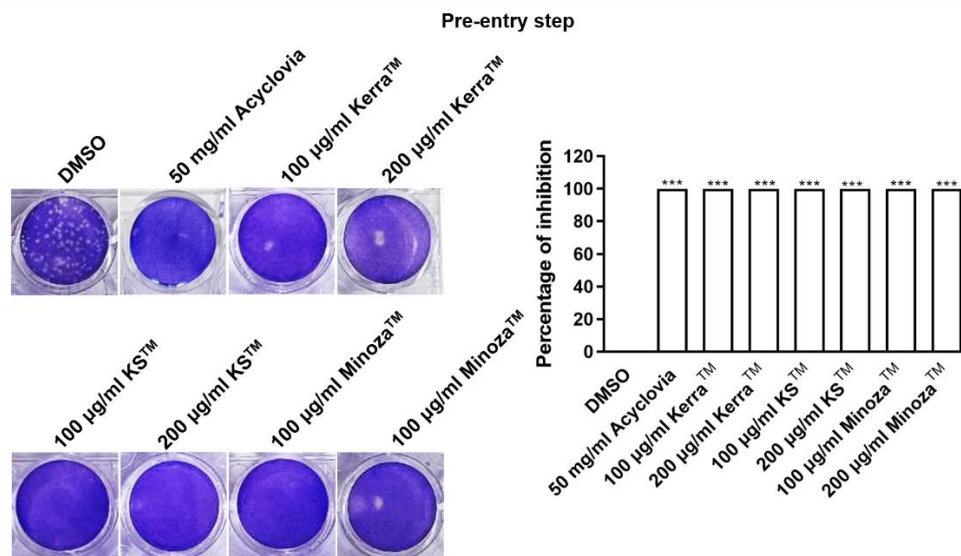 Pre-entry step
DMSO
50 mg/ml Acyclovia
100 µg/ml Kerra™
200 µg/ml Kerra™
100 µg/ml KS™
200 µg/ml KS™
100 µg/ml Minoza™
100 µg/ml Minoza™
Percentage of inhibition
120
100
80
60
40
20
0
*** *** *** *** *** *** ***
DMSO
50 mg/ml Acyclovia
100 µg/ml Kerra™
200 µg/ml Kerra™
100 µg/ml KS™
200 µg/ml KS™
100 µg/ml Minoza™
200 µg/ml Minoza™